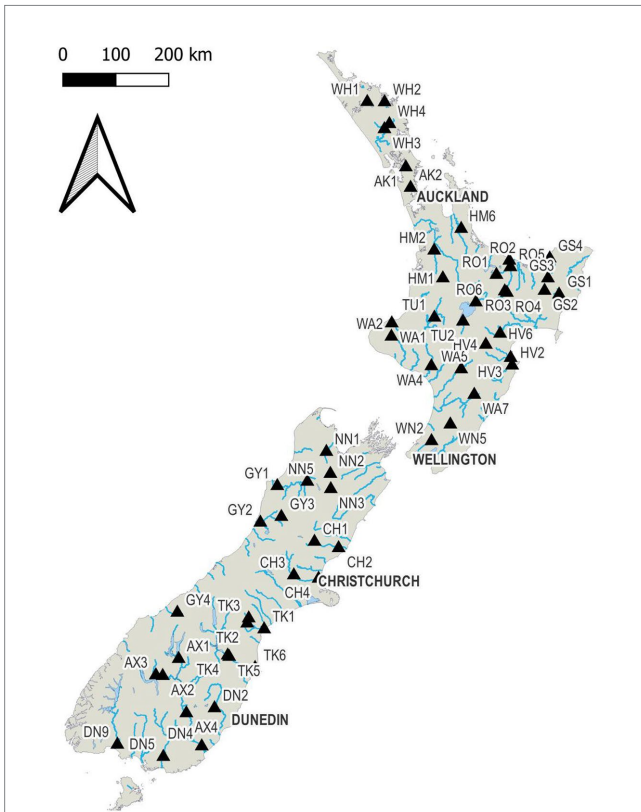 0 100 200 km
WH1 WH2
WH4
WH3
AK1 AK2
AUCKLAND
HM6
HM2
RO2 RO5 GS4
RO1 GS3
HM1 RO6 GS1
TU1 RO3 RO4 GS2
WA2 WA1 TU2 HV6
HV4
WA5 HV2
WA4 HV3
WA7
WN2 WN5
WELLINGTON
NN1
NN2
GY1 NN5
NN3
GY2 GY3
CH1
CH2
CH3
CHRISTCHURCH
CH4
GY4 TK3 TK1
TK2
AX1 TK6
AX3 TK4 TK5
AX2 DN2
DUNEDIN
DN9 DN5 DN4 AX4